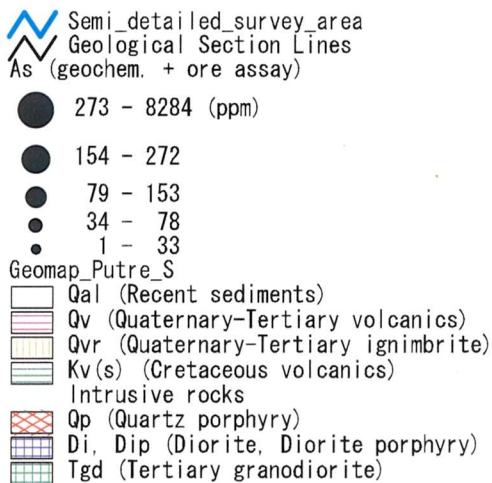 Semi_detailed_survey_area
Geological Section Lines
As (geochem. + ore assay)
273 - 8284 (ppm)
154 - 272
79 - 153
34 - 78
1 - 33
Geomap_Putre_S
Qal (Recent sediments)
Qv (Quaternary-Tertiary volcanics)
Qvr (Quaternary-Tertiary ignimbrite)
Kv(s) (Cretaceous volcanics)
Intrusive rocks
Qp (Quartz porphyry)
Di, Dip (Diorite, Diorite porphyry)
Tgd (Tertiary granodiorite)